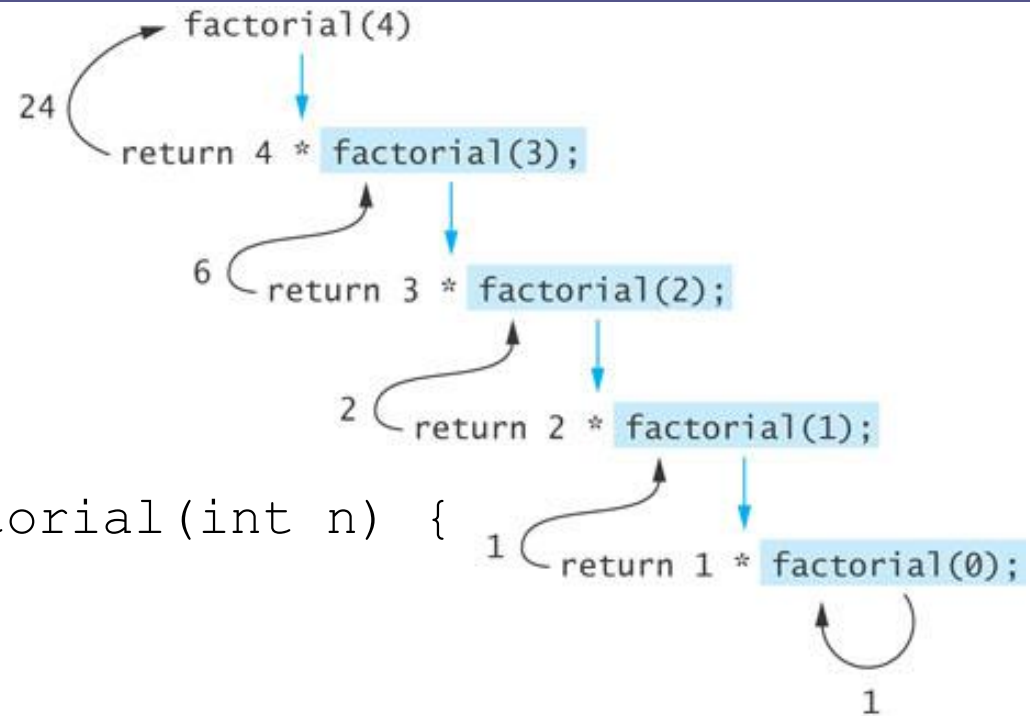 factorial(4)
24
return 4 * factorial(3);
6
return 3 * factorial(2);
2
return 2 * factorial(1);
orial(int n) {
1
return 1 * factorial(0);
1